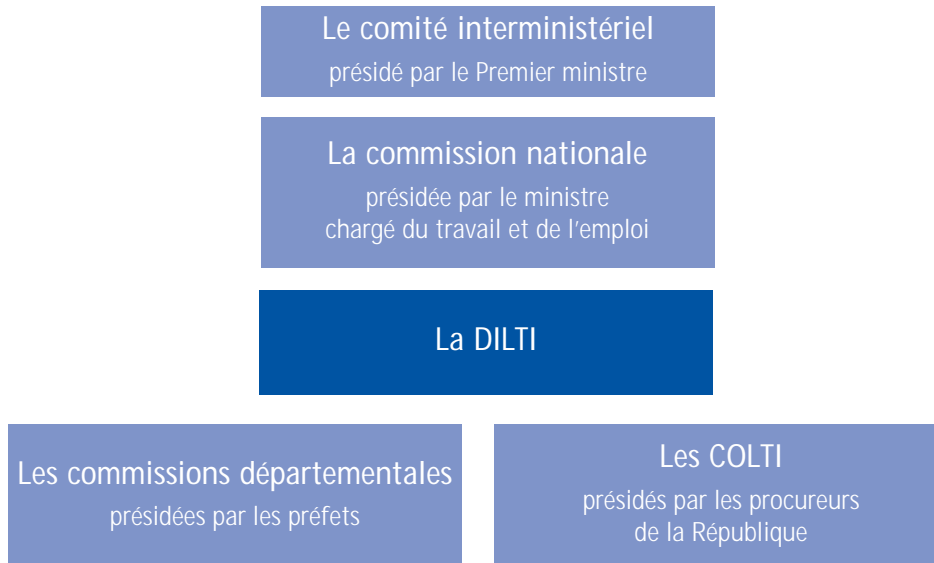 Le comité interministériel
présidé par le Premier ministre
La commission nationale
présidée par le ministre
chargé du travail et de l'emploi
La DILTI
Les commissions départementales
présidées par les préfets
Les COLTI
présidés par les procureurs
de la République